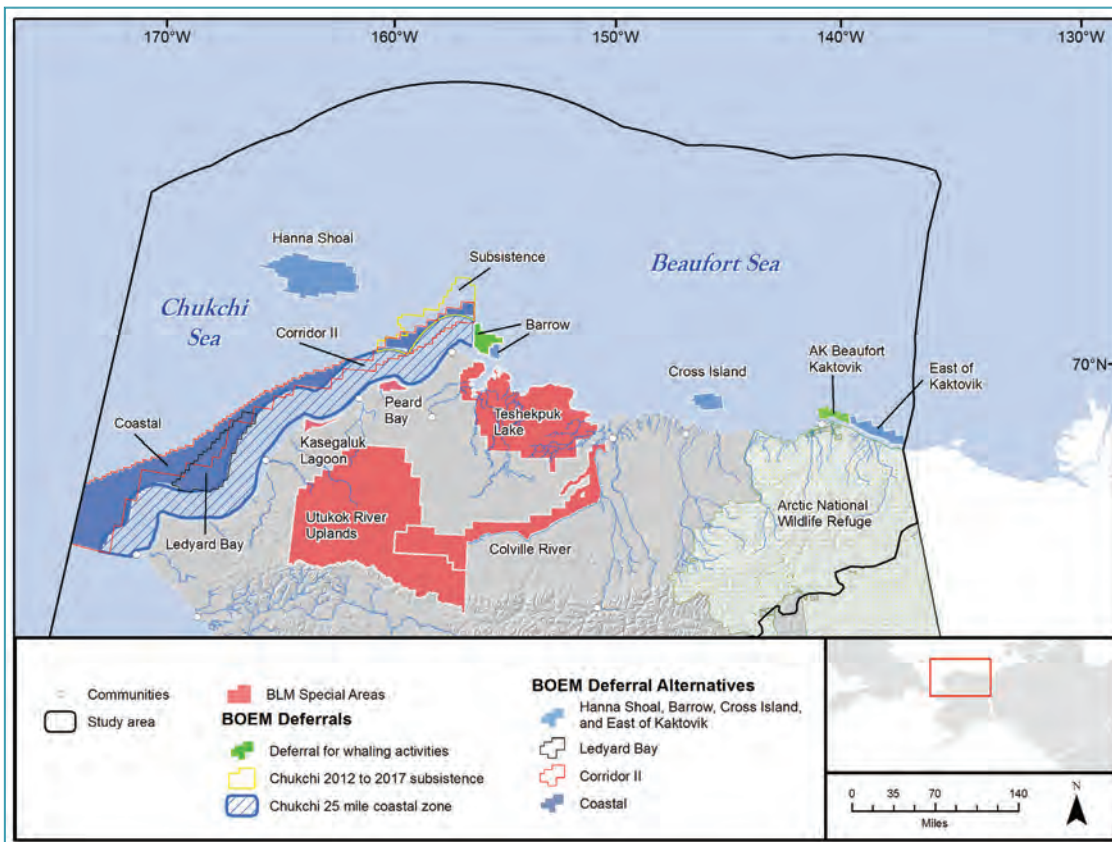 170°W
160°W
150°W
140°W
130°W
Hanna Shoal
Subsistence
Beaufort Sea
Chukchi
Sea
Corridor II
Barrow
70°N
AK Beaufort
Kaktovik
East of
Kaktovik
Cross Island
Peard
Bay
Teshekpuk
Lake
Coastal
Kasegaluk
Lagoon
Arctic National
Wildlife Refuge
Utukok River
Uplands
Ledyard Bay
Colville River
Communities
Study area
BLM Special Areas
BOEM Deferrals
Deferral for whaling activities
Chukchi 2012 to 2017 subsistence
Chukchi 25 mile coastal zone
BOEM Deferral Alternatives
Hanna Shoal, Barrow, Cross Island,
and East of Kaktovik
Ledyard Bay
Corridor II
Coastal
0 35 70 140
Miles
N